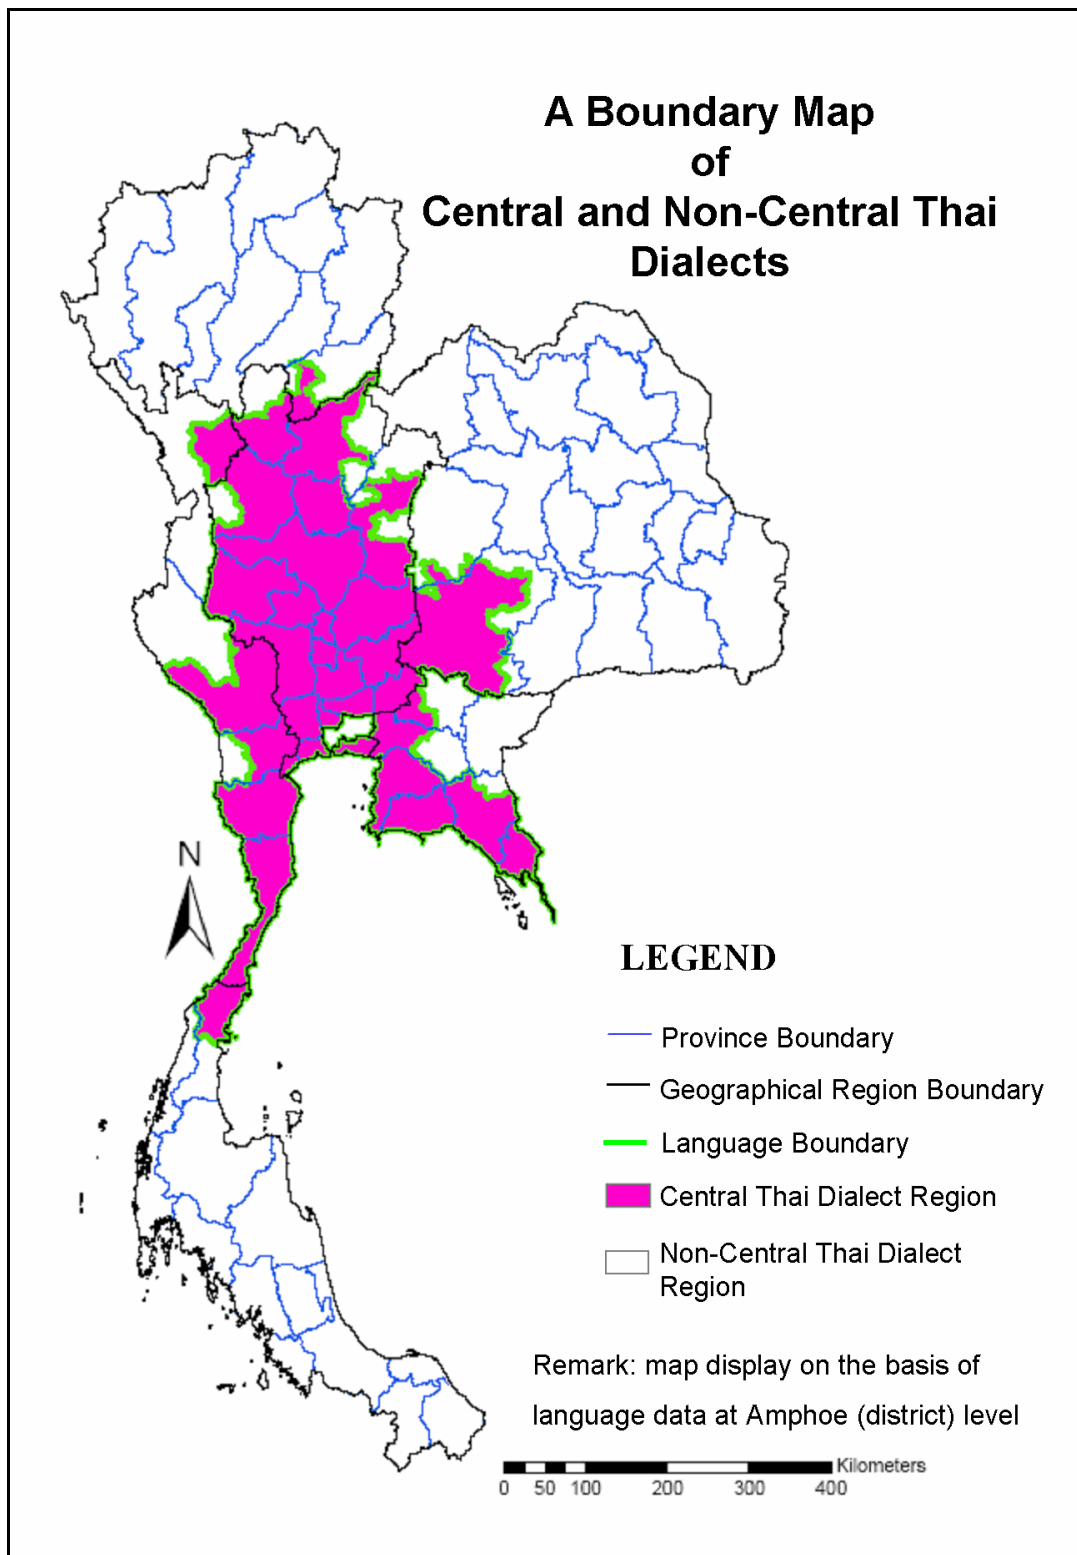 A Boundary Map
of
Central and Non-Central Thai
Dialects
N
LEGEND
Province Boundary
Geographical Region Boundary
Language Boundary
Central Thai Dialect Region
Non-Central Thai Dialect
Region
Remark: map display on the basis of
language data at Amphoe (district) level
Kilometers
0 50 100 200 300 400